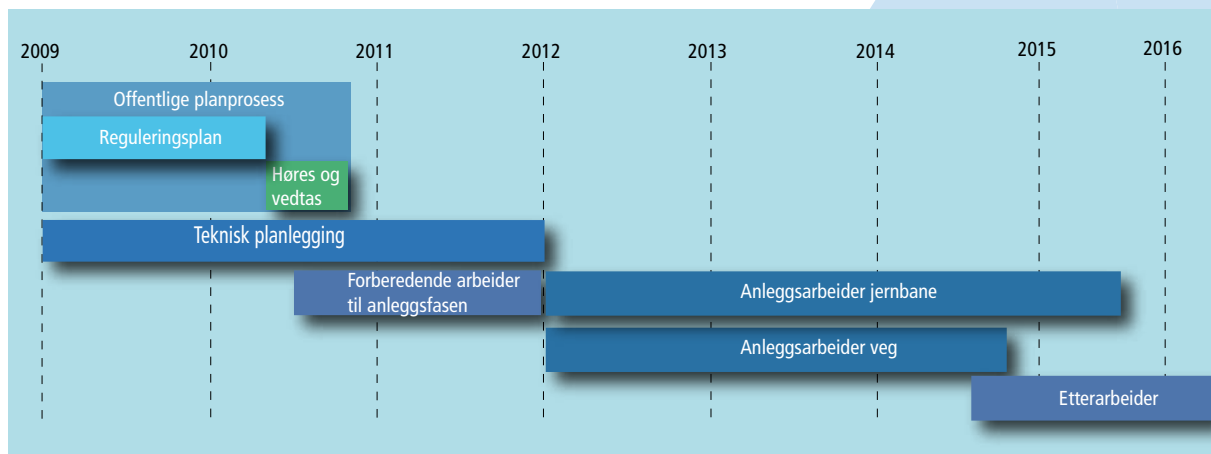 2009 2010 2011 2012 2013 2014 2015 2016
Offentlige planprosess
Reguleringsplan
Høres og
vedtas
Teknisk planlegging
Forberedende arbeider
til anleggsfasen
Anleggsarbeider jernbane
Anleggsarbeider veg
Etterarbeider